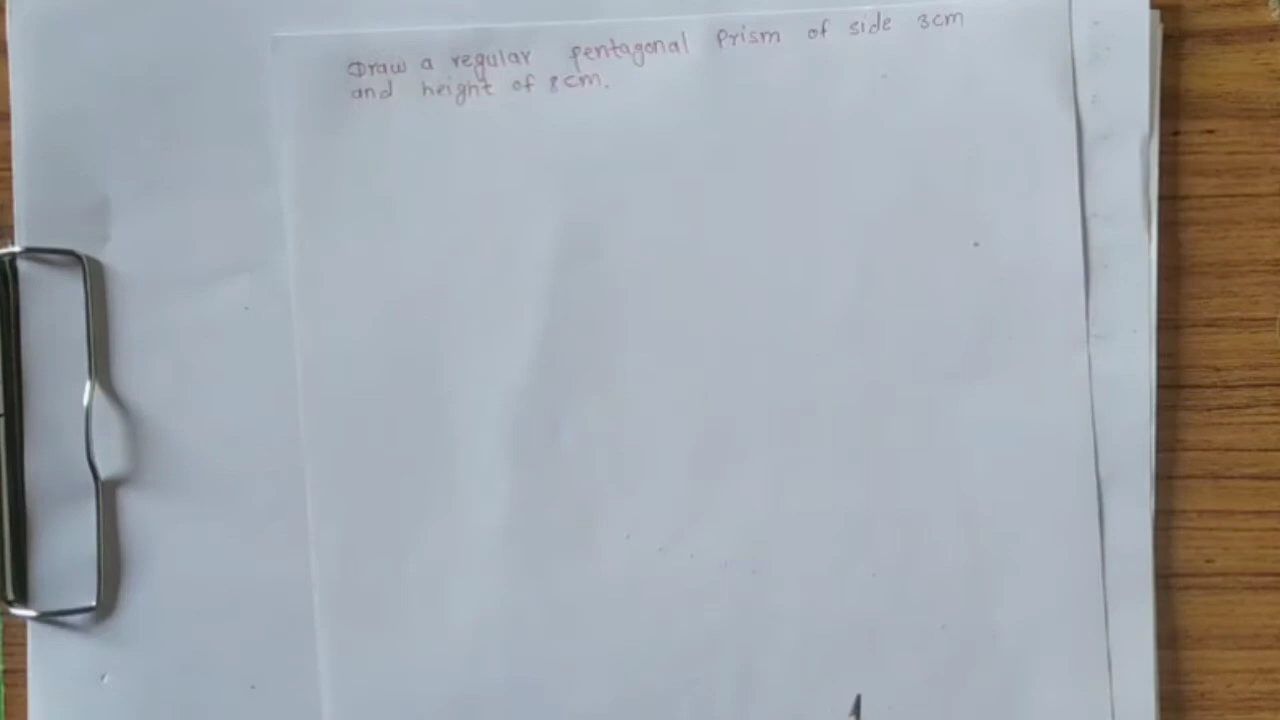 Draw a regular pentagonal Prism of side 3cm
and height of 8cm.